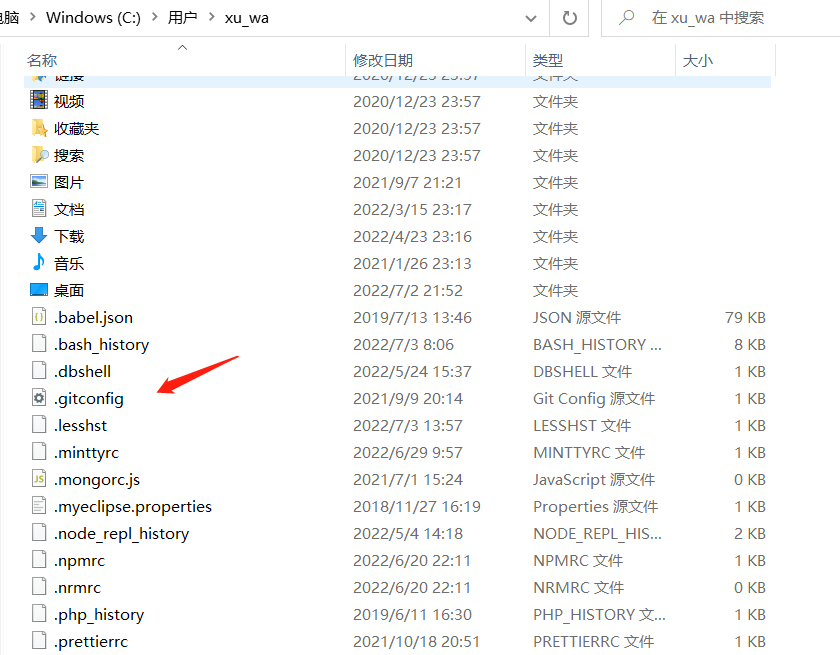 电脑 > Windows (C:) > 用户 > xu_wa 在 xu_wa 中搜索
名称 修改日期 类型 大小
链接 2020/12/23 23:57 文件夹
视频 2020/12/23 23:57 文件夹
收藏夹 2020/12/23 23:57 文件夹
搜索 2020/12/23 23:57 文件夹
图片 2021/9/7 21:21 文件夹
文档 2022/3/15 23:17 文件夹
下载 2022/4/23 23:16 文件夹
音乐 2021/1/26 23:13 文件夹
桌面 2022/7/2 21:52 文件夹
.babel.json 2019/7/13 13:46 JSON 源文件 79 KB
.bash_history 2022/7/3 8:06 BASH_HISTORY ... 8 KB
.dbshell 2022/5/24 15:37 DBSHELL 文件 1 KB
.gitconfig 2021/9/9 20:14 Git Config 源文件 1 KB
.lesshst 2022/7/3 13:57 LESSHST 文件 1 KB
.minttyrc 2022/6/29 9:57 MINTTYRC 文件 1 KB
.mongorc.js 2021/7/1 15:24 JavaScript 源文件 0 KB
.myeclipse.properties 2018/11/27 16:19 Properties 源文件 1 KB
.node_repl_history 2022/5/4 14:18 NODE_REPL_HIS... 2 KB
.npmrc 2022/6/20 22:11 NPMRC 文件 1 KB
.nrmrc 2022/6/20 22:11 NRMRC 文件 0 KB
.php_history 2019/6/11 16:30 PHP_HISTORY 文... 1 KB
.prettierrc 2021/10/18 20:51 PRETTIERRC 文件 1 KB